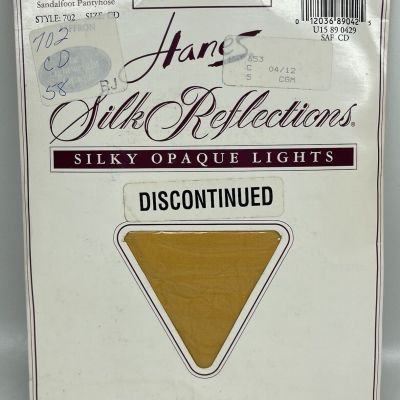 Sandalfoot Pantyhose
STYLE: 702 SIZE: CD
702
CD
58
BJ
0 12036 89042 5
U15 89 0429
SAF CD
853
C 04/12
5 CGM
Hanes
Silk Reflections®
SILKY OPAQUE LIGHTS
DISCONTINUED